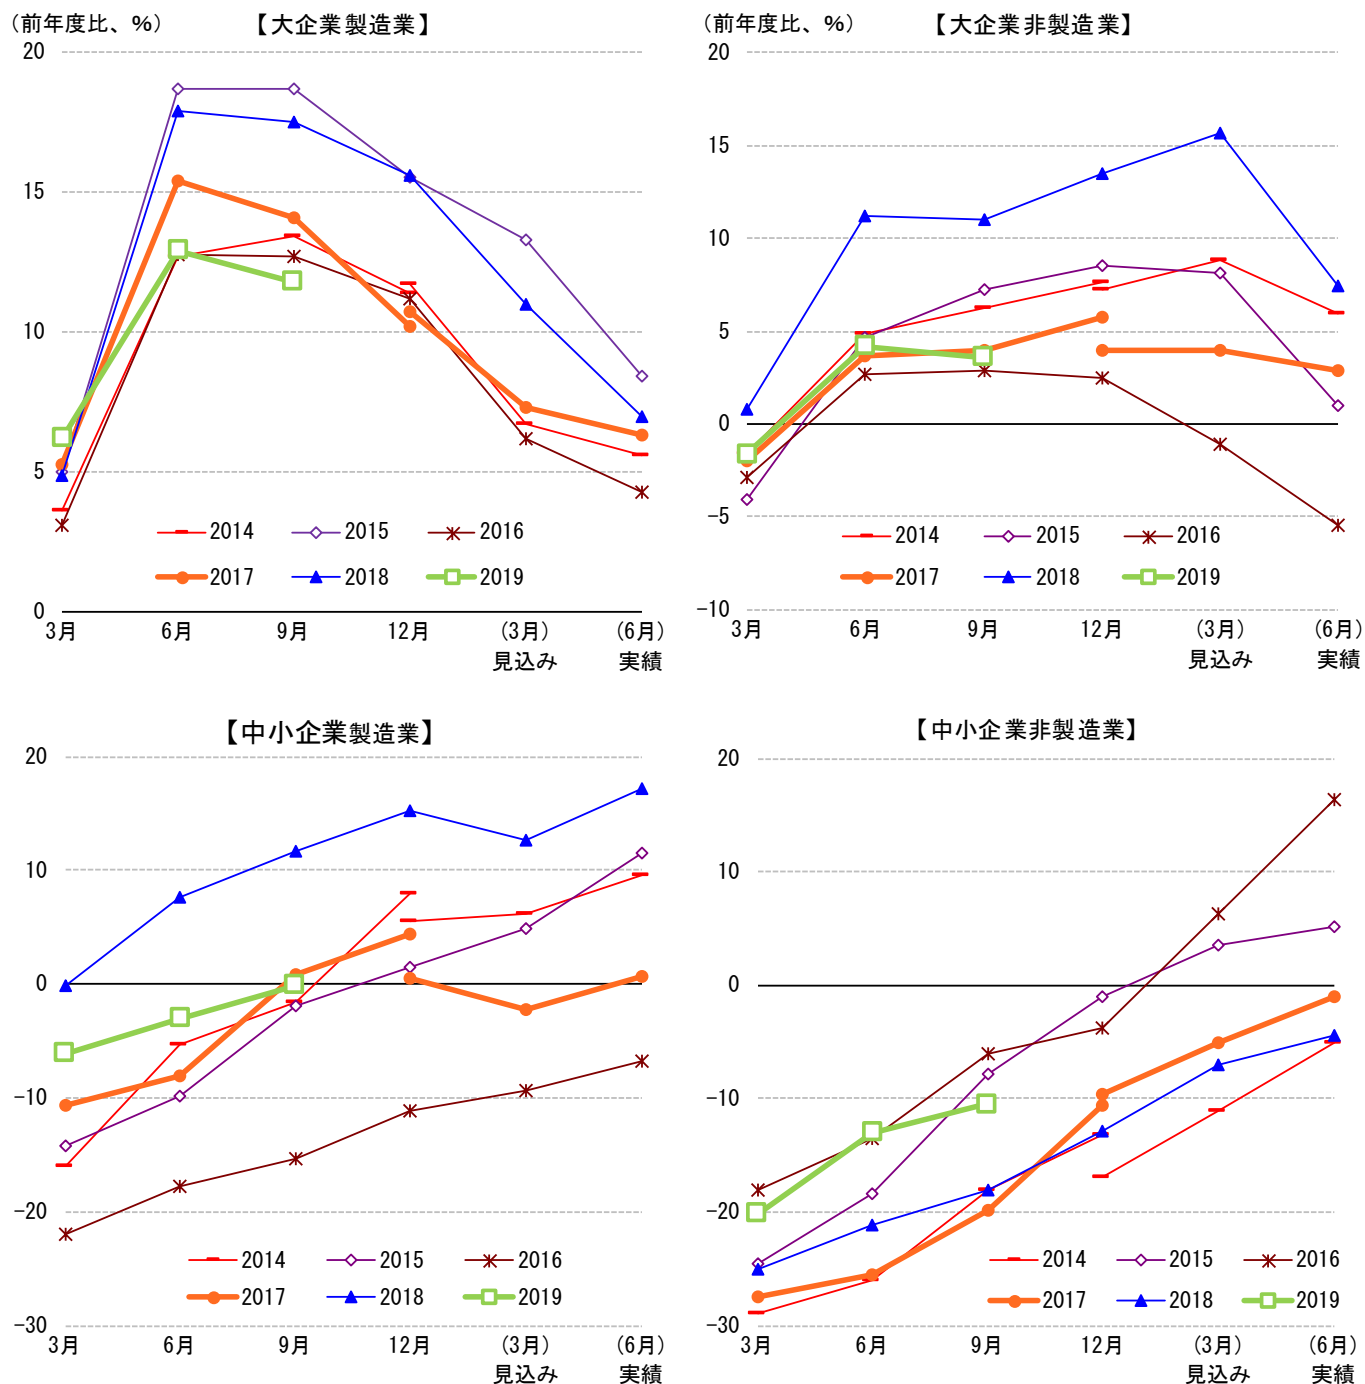 （前年度比、%）
【大企業製造業】
20
15
10
5
0
2014
2015
2016
2017
2018
2019
3月
6月
9月
12月
（3月）
見込み
（6月）
実績
（前年度比、%）
【大企業非製造業】
20
15
10
5
0
-5
-10
2014
2015
2016
2017
2018
2019
3月
6月
9月
12月
（3月）
見込み
（6月）
実績
【中小企業製造業】
20
10
0
-10
-20
-30
2014
2015
2016
2017
2018
2019
3月
6月
9月
12月
（3月）
見込み
（6月）
実績
【中小企業非製造業】
20
10
0
-10
-20
-30
2014
2015
2016
2017
2018
2019
3月
6月
9月
12月
（3月）
見込み
（6月）
実績